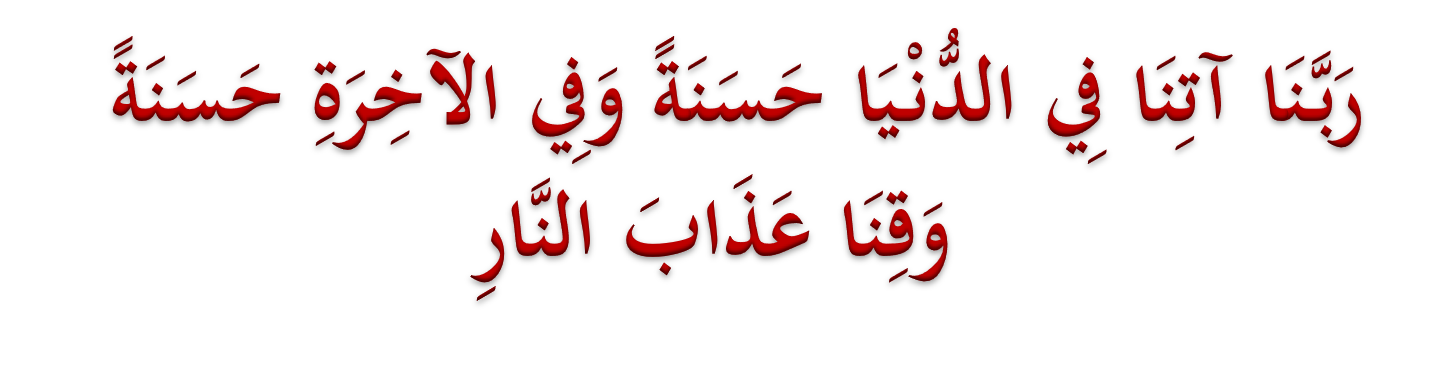 رَبَّنَا آتِنَا فِي الدُّنْيَا حَسَنَةً وَفِي الآخِرَةِ حَسَنَةً
وَقِنَا عَذَابَ النَّارِ